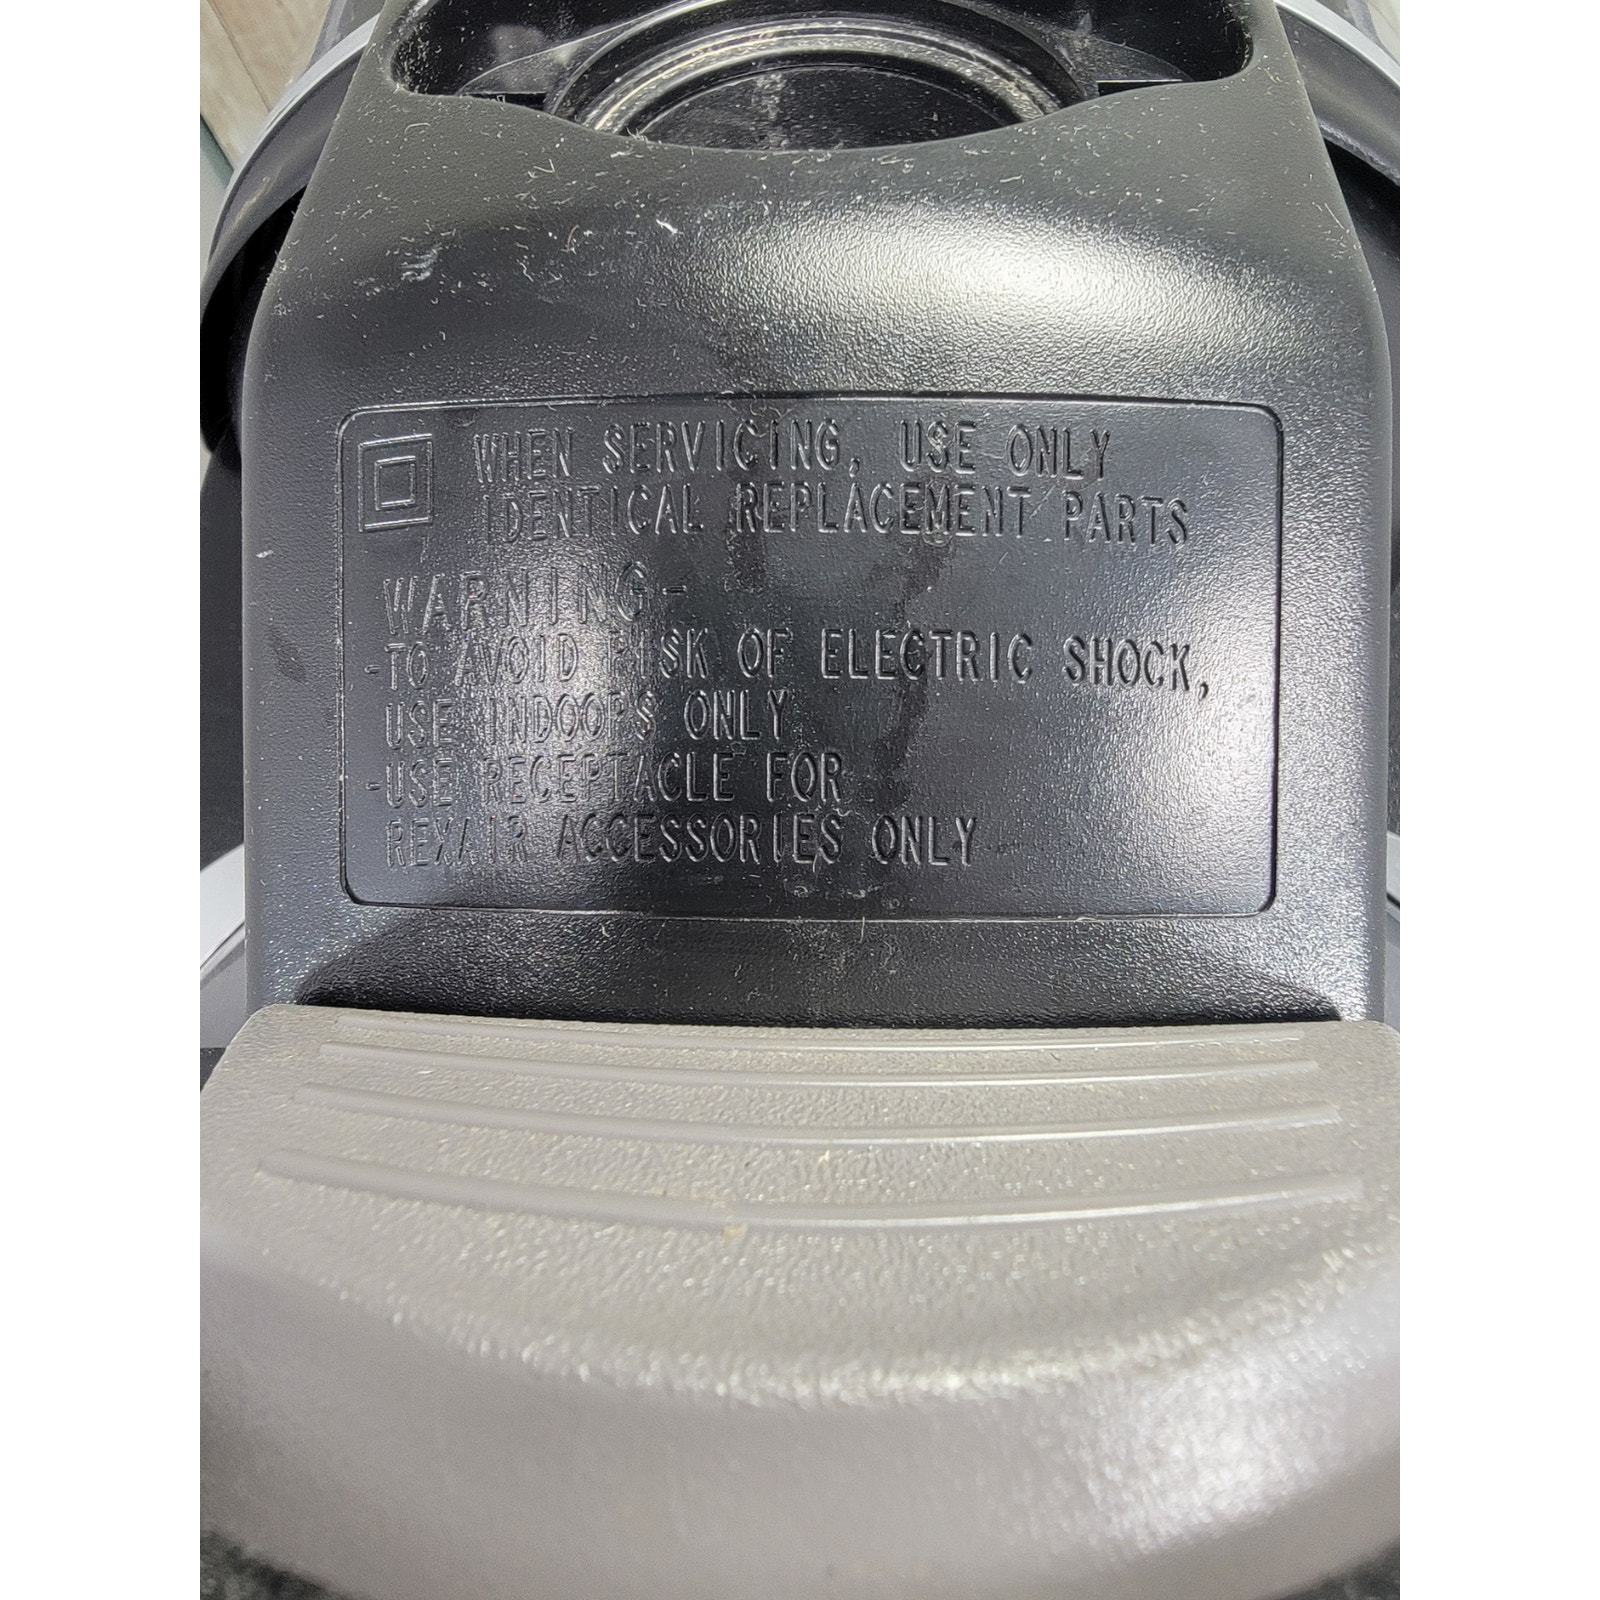 WHEN SERVICING, USE ONLY
IDENTICAL REPLACEMENT PARTS
WARNING-
-TO AVOID RISK OF ELECTRIC SHOCK,
USE INDOORS ONLY
-USE RECEPTACLE FOR
REXAIR ACCESSORIES ONLY